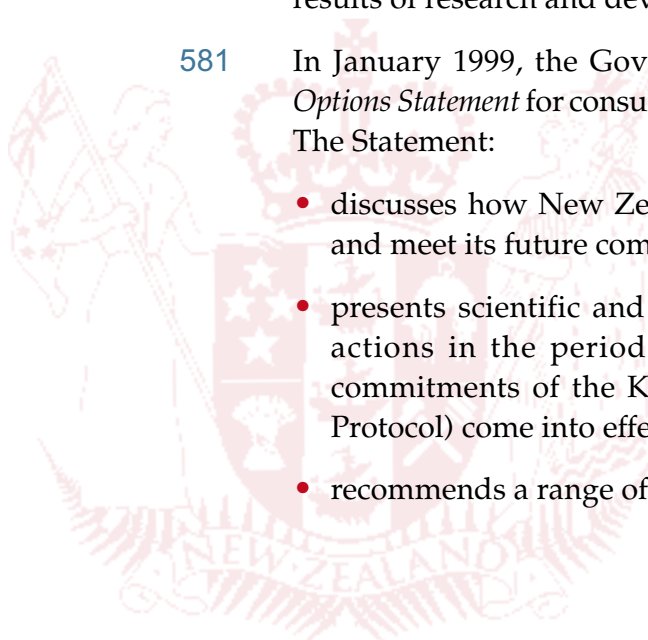 results of research and dev
581 In January 1999, the Gov
Options Statement for consu
The Statement:
• discusses how New Ze
and meet its future com
• presents scientific and
actions in the period
commitments of the K
Protocol) come into effe
• recommends a range of
NEW ZEALAND